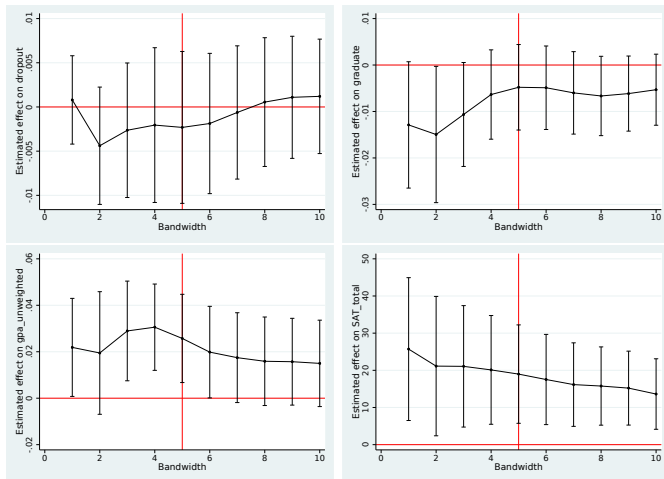 Estimated effect on dropout
.01
.005
0
-.005
-.01
0 2 4 6 8 10
Bandwidth
Estimated effect on graduate
.01
0
-.01
-.02
-.03
0 2 4 6 8 10
Bandwidth
Estimated effect on gpa_unweighted
.06
.04
.02
0
-.02
0 2 4 6 8 10
Bandwidth
Estimated effect on SAT_total
50
40
30
20
10
0
0 2 4 6 8 10
Bandwidth